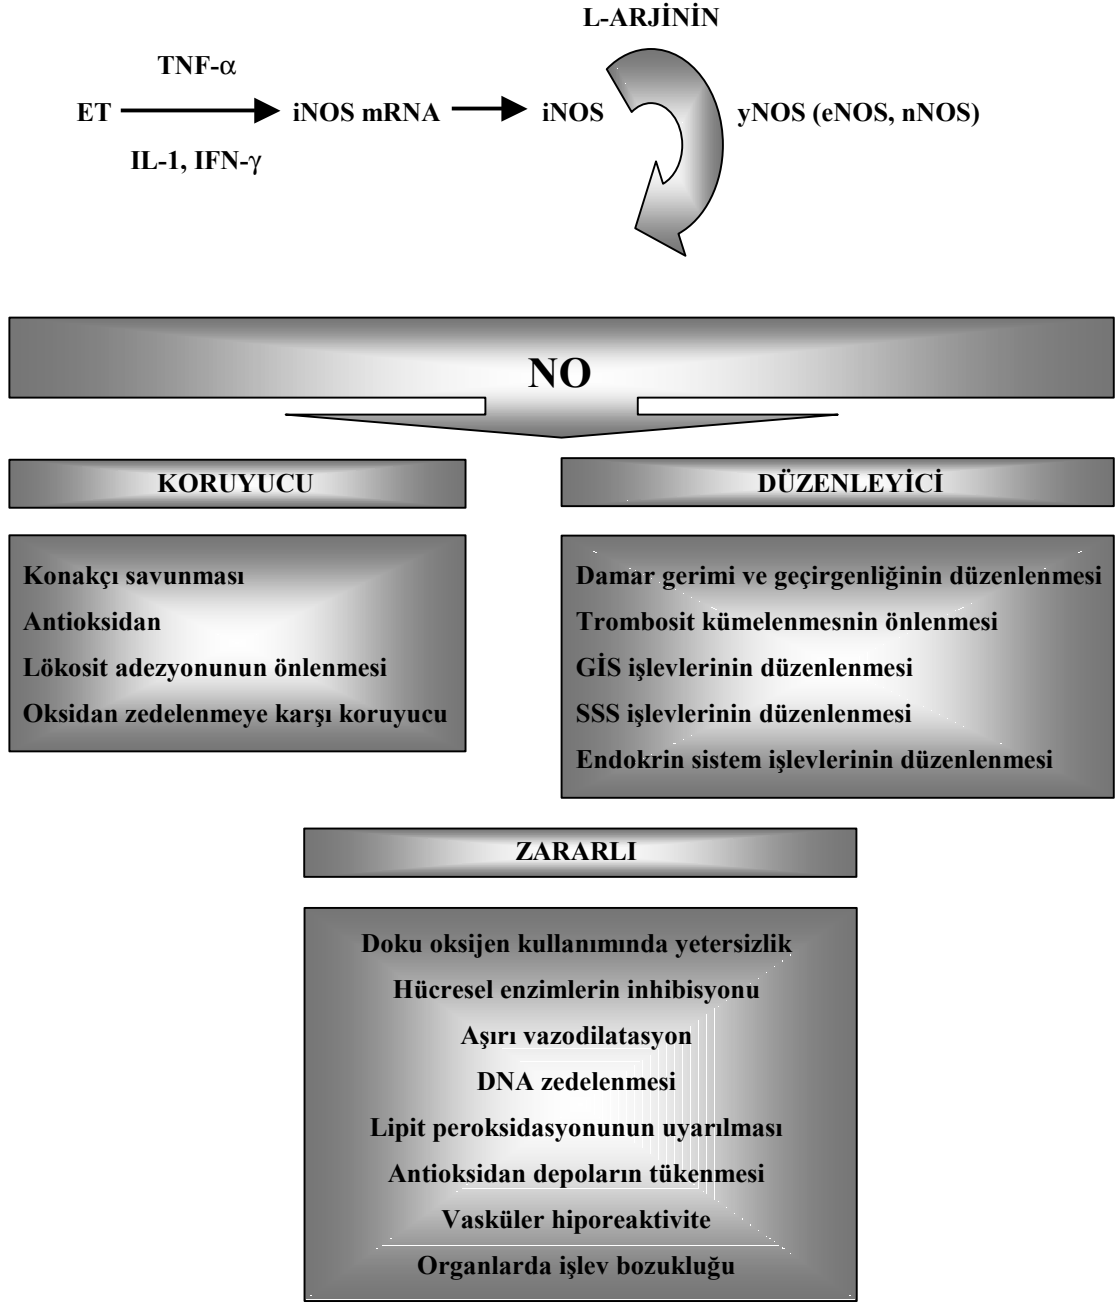 L-ARJİNİN
TNF-α
ET iNOS mRNA iNOS yNOS (eNOS, nNOS)
IL-1, IFN-γ
NO
KORUYUCU
Konakçı savunması
Antioksidan
Lökosit adezyonunun önlenmesi
Oksidan zedelenmeye karşı koruyucu
DÜZENLEYİCİ
Damar gerimi ve geçirgenliğinin düzenlenmesi
Trombosit kümelenmesnin önlenmesi
GİS işlevlerinin düzenlenmesi
SSS işlevlerinin düzenlenmesi
Endokrin sistem işlevlerinin düzenlenmesi
ZARARLI
Doku oksijen kullanımında yetersizlik
Hücresel enzimlerin inhibisyonu
Aşırı vazodilatasyon
DNA zedelenmesi
Lipit peroksidasyonunun uyarılması
Antioksidan depoların tükenmesi
Vasküler hiporeaktivite
Organlarda işlev bozukluğu